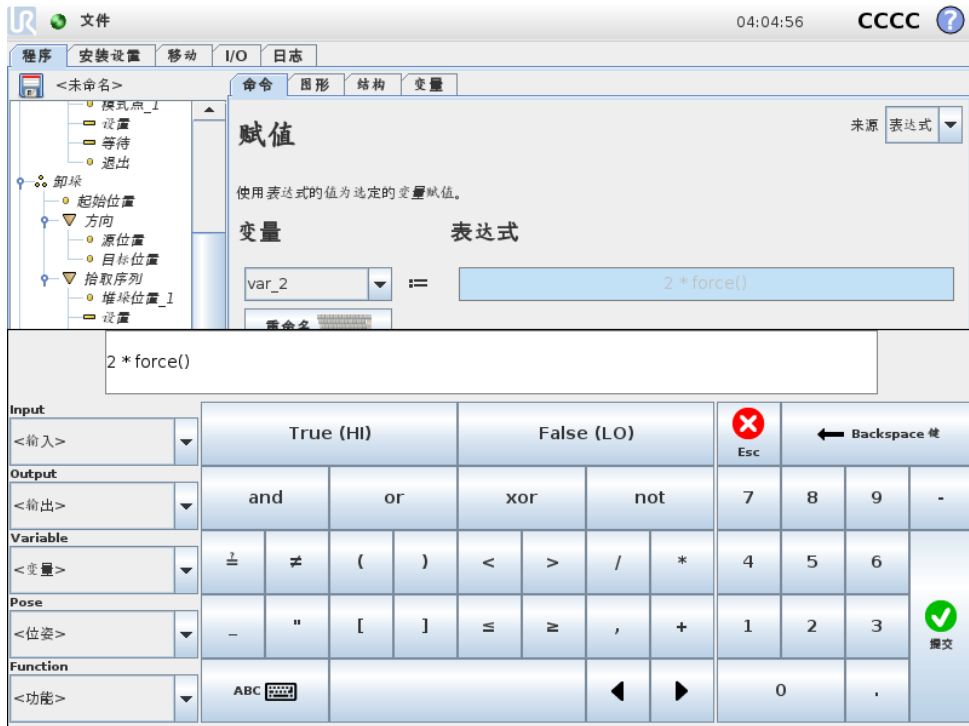 UR 文件 04:04:56 CCCC ?
程序 安装设置 移动 I/O 日志
<未命名> 命令 图形 结构 变量
模式点_1
设置
等待
退出
卸垛
起始位置
方向
源位置
目标位置
拾取序列
堆垛位置_1
设置
赋值
来源 表达式
使用表达式的值为选定的变量赋值。
变量 表达式
var_2 := 2 * force()
重命名
2 * force()
Input
<输入> True (HI) False (LO) Esc Backspace 键
Output
<输出> and or xor not 7 8 9 -
Variable
<变量> ≟ ≠ ( ) < > / * 4 5 6
Pose
<位姿> _ " [ ] ≤ ≥ , + 1 2 3 提交
Function
<功能> ABC 0 .